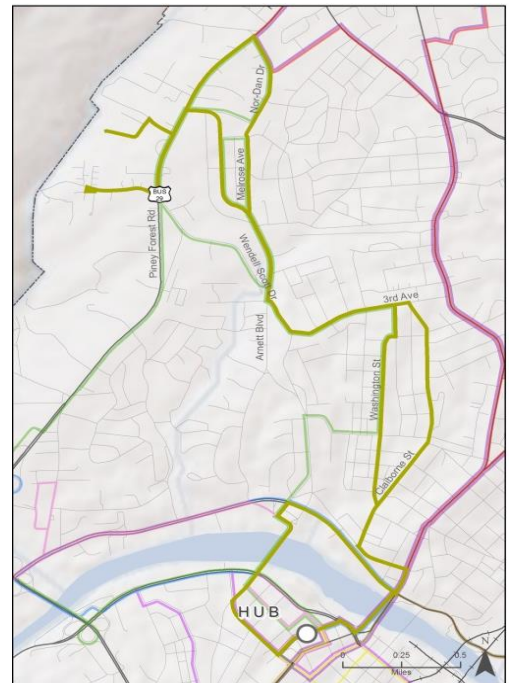 Nor-Dan Dr
Melrose Ave
BUS
29
Piney Forest Rd
Wendell Scott Dr
3rd Ave
Arnett Blvd
Washington St
Claiborne St
HUB
N
0 0.25 0.5
Miles